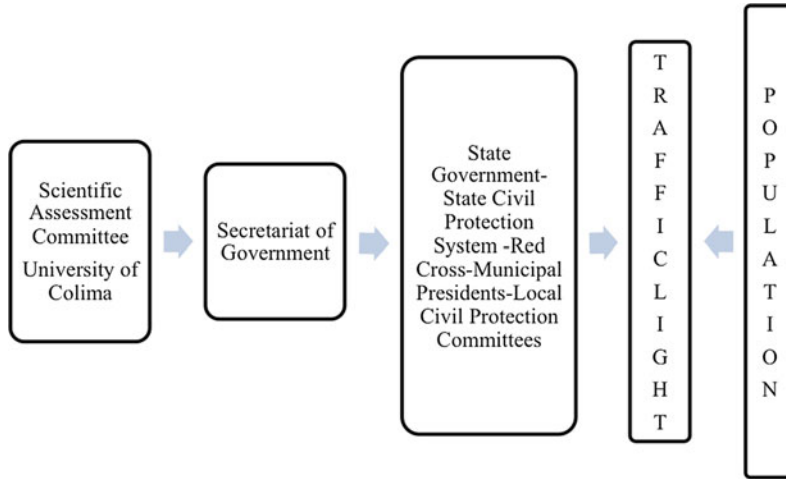 Scientific
Assessment
Committee
University of
Colima
Secretariat of
Government
State
Government-
State Civil
Protection
System -Red
Cross-Municipal
Presidents-Local
Civil Protection
Committees
T
R
A
F
F
I
C
L
I
G
H
T
P
O
P
U
L
A
T
I
O
N